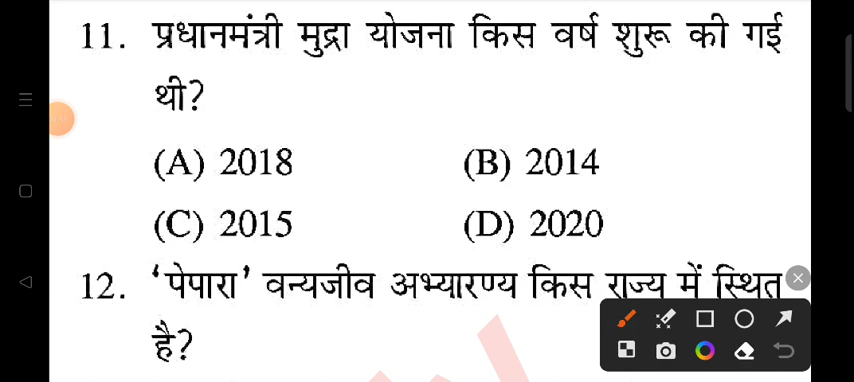 11. प्रधानमंत्री मुद्रा योजना किस वर्ष शुरू की गई
थी?
(A) 2018 (B) 2014
(C) 2015 (D) 2020
12. 'पेपारा' वन्यजीव अभ्यारण्य किस राज्य में स्थित
है?